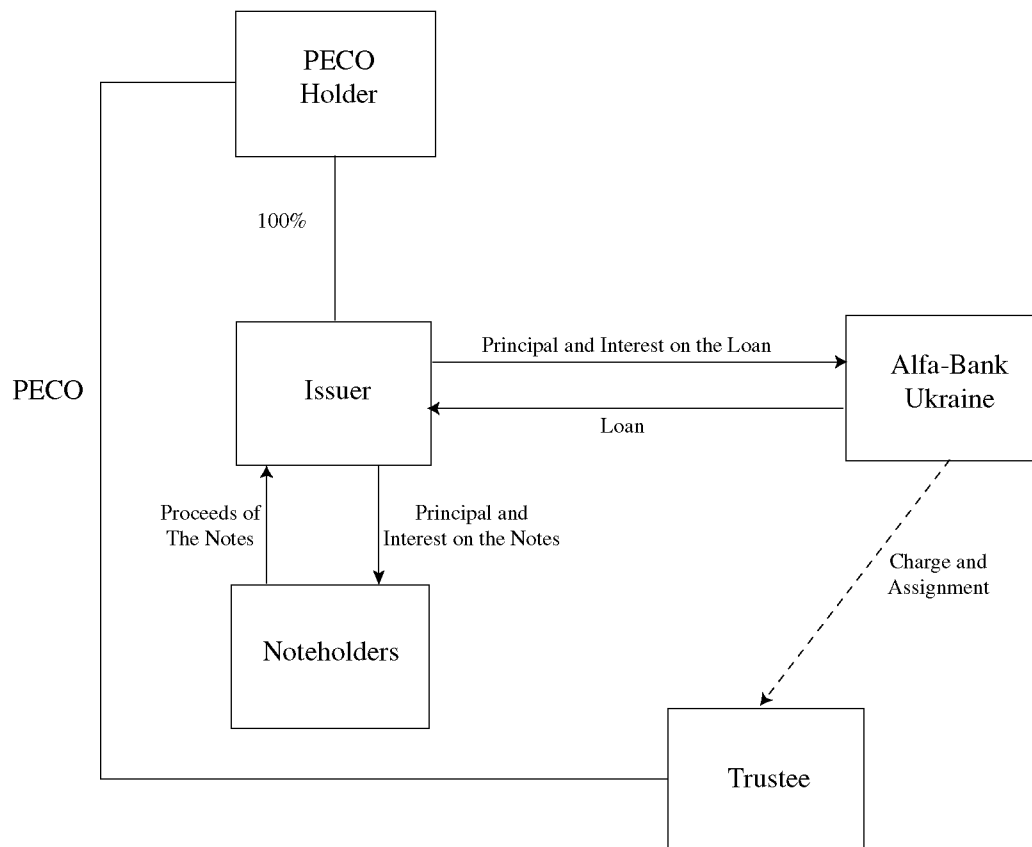 PECO
Holder
100%
Principal and Interest on the Loan
Alfa-Bank
Ukraine
PECO
Issuer
Loan
Proceeds of
The Notes
Principal and
Interest on the Notes
Charge and
Assignment
Noteholders
Trustee